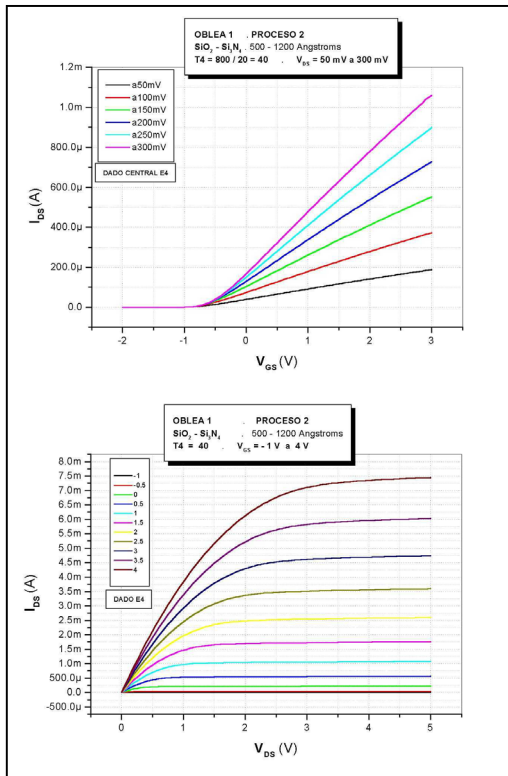 OBLEA 1 . PROCESO 2
SiO2 - Si3N4 . 500 - 1200 Angstroms
T4 = 800 / 20 = 40 . VDS = 50 mV a 300 mV
1.2m
1.0m
800.0µ
600.0µ
400.0µ
200.0µ
0.0
IDS (A)
a50mV
a100mV
a150mV
a200mV
a250mV
a300mV
DADO CENTRAL E4
-2
-1
0
1
2
3
VGS (V)
OBLEA 1 . PROCESO 2
SiO2 - Si3N4 . 500 - 1200 Angstroms
T4 = 40 . VGS = - 1 V a 4 V
8.0m
7.5m
7.0m
6.5m
6.0m
5.5m
5.0m
4.5m
4.0m
3.5m
3.0m
2.5m
2.0m
1.5m
1.0m
500.0µ
0.0
-500.0µ
IDS (A)
-1
-0.5
0
0.5
1
1.5
2
2.5
3
3.5
4
DADO E4
0
1
2
3
4
5
VDS (V)